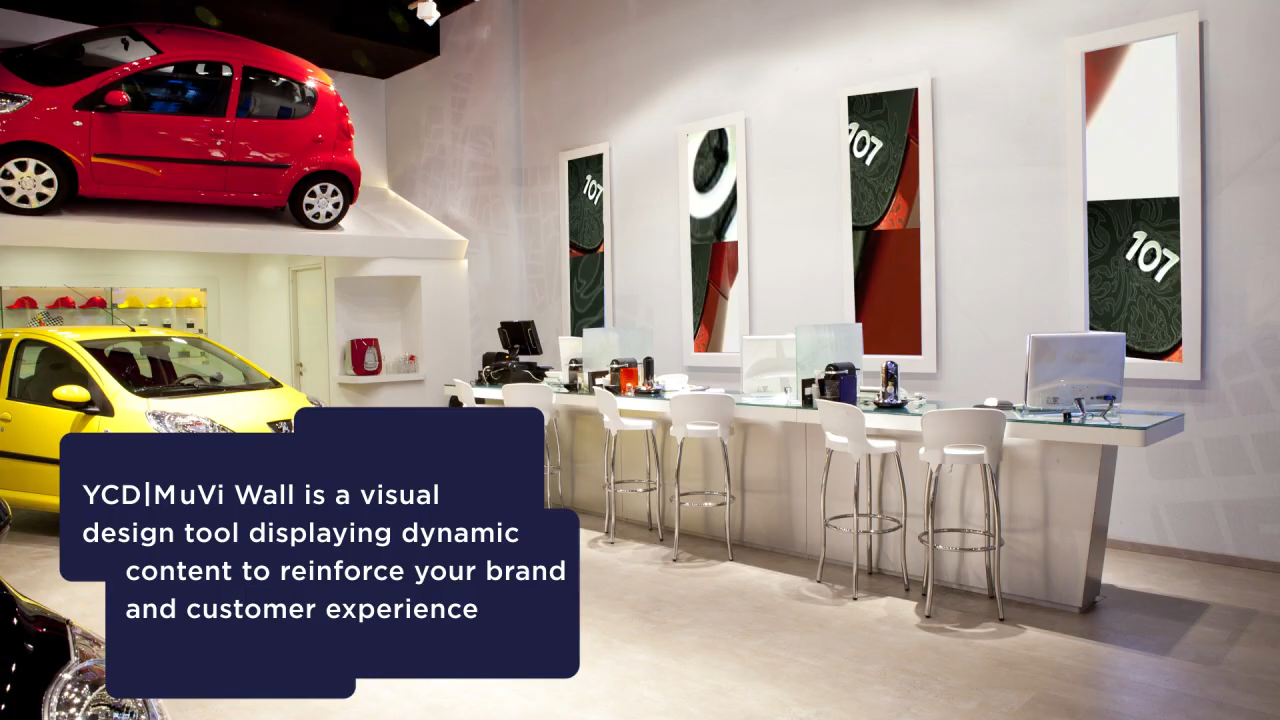 107
107
107
YCD|MuVi Wall is a visual
design tool displaying dynamic
content to reinforce your brand
and customer experience